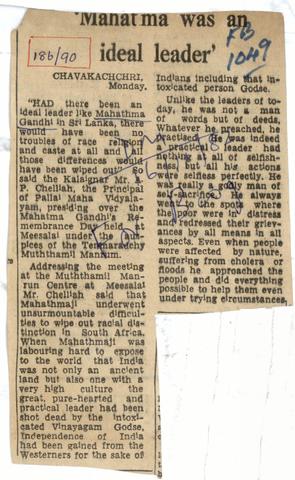 'Mahatma was an
ideal leader'
186/90
KB
1049
CHAVAKACHCHRI,
Monday.
"HAD there been an
ideal leader like Mahathma
Gandhi in Sri Lanka, there
would have been no
troubles of race religion
and caste at all and all
those differences would
have been wiped out". So
said the Kalaignar Mr. S.
P. Chelliah, the Principal
of Pallai Maha Vidyala-
yam, presiding over the
Mahatma Gandhi's Re-
membrance Day held at
Meesalai under the aus-
pices of the Tenmaradchy
Muththamil Manrum.
Addressing the meeting
at the Muththamil Man-
run Centre at Meesalai
Mr. Chelliah said that
Mahathmaji underwent
unsurmountable difficul-
ties to wipe out racial dis-
tinction in South Africa.
When Mahathmaji was
labouring hard to expose
to the world that India
was not only an ancient
land but also one with a
very high culture the
great, pure-hearted and
practical leader had been
shot dead by the intoxi-
cated Vinayagam Godse,
Independence of India
had been gained from the
Westerners for the sake of
Indians including that in-
toxicated person Godse.
Unlike the leaders of to-
day, he was not a man
of words but of deeds,
Whatever he preached, he
practised. He was indeed
a practical leader had
nothing at all of selfish-
ness, but all his actions
were selfless perfectly. He
was really a godly man of
self-sacrifice. He always
went to the spots where
the poor were in distress
and redressed their griev-
ances by all means in all
aspects. Even when people
were affected by nature,
suffering from cholera or
floods he approached the
people and did everything
possible to help them even
under trying circumstances,